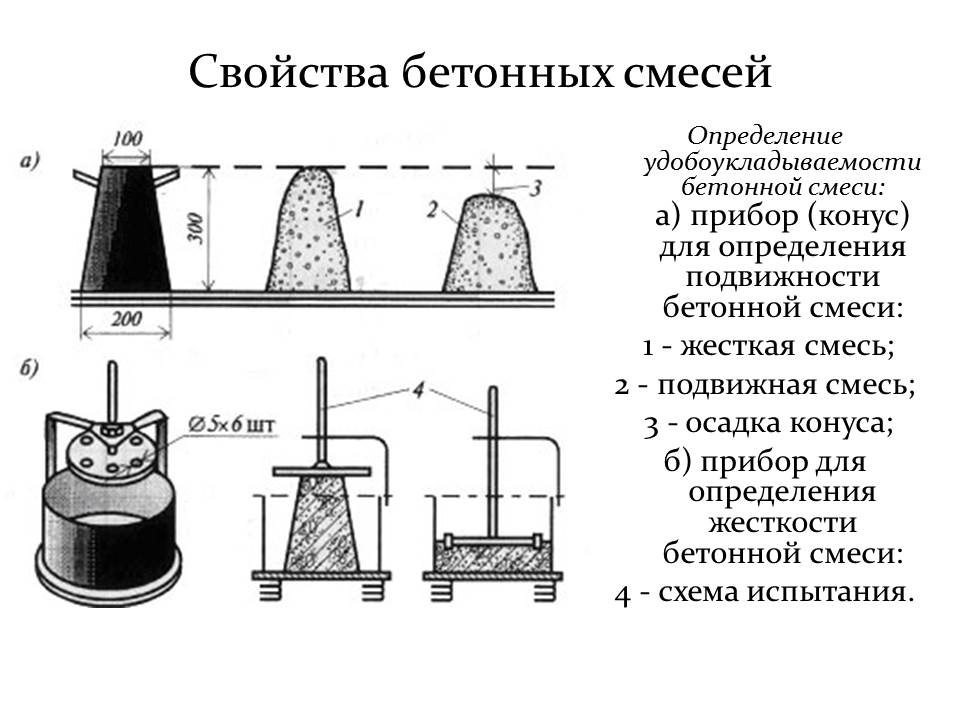 Свойства бетонных смесей
а)
100
300
200
1
2
3
б)
Ø5х6 шт
4
Определение
удобоукладываемости
бетонной смеси:
а) прибор (конус)
для определения
подвижности
бетонной смеси:
1 - жесткая смесь;
2 - подвижная смесь;
3 - осадка конуса;
б) прибор для
определения
жесткости
бетонной смеси:
4 - схема испытания.